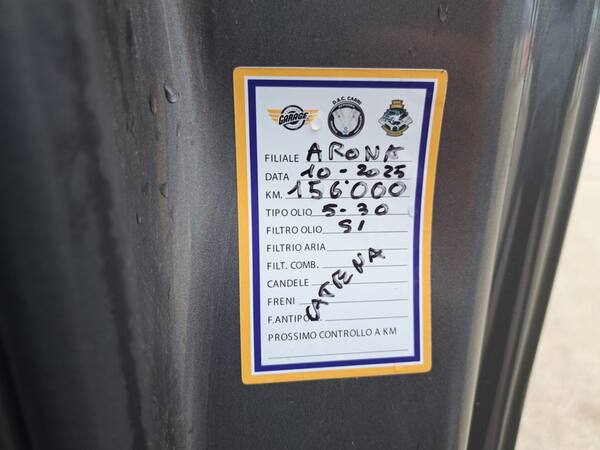 GARAGE
D.&C. CARRI
FILIALE ARONA
DATA 10-2025
KM. 156'000
TIPO OLIO 5-30
FILTRO OLIO SI
FILTRIO ARIA
FILT. COMB.
CANDELE
FRENI
F.ANTIPO
CATENA
PROSSIMO CONTROLLO A KM